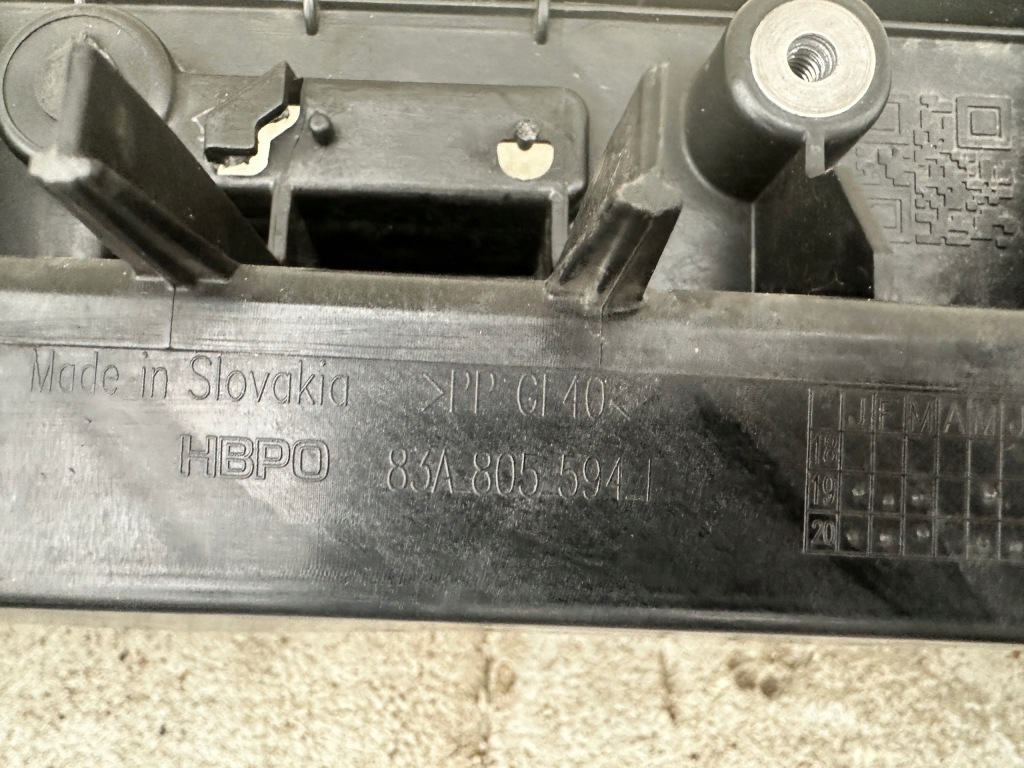 Made in Slovakia
>PP GF40<
HBPO
83A 805 594
J F M A M J
18
19
20